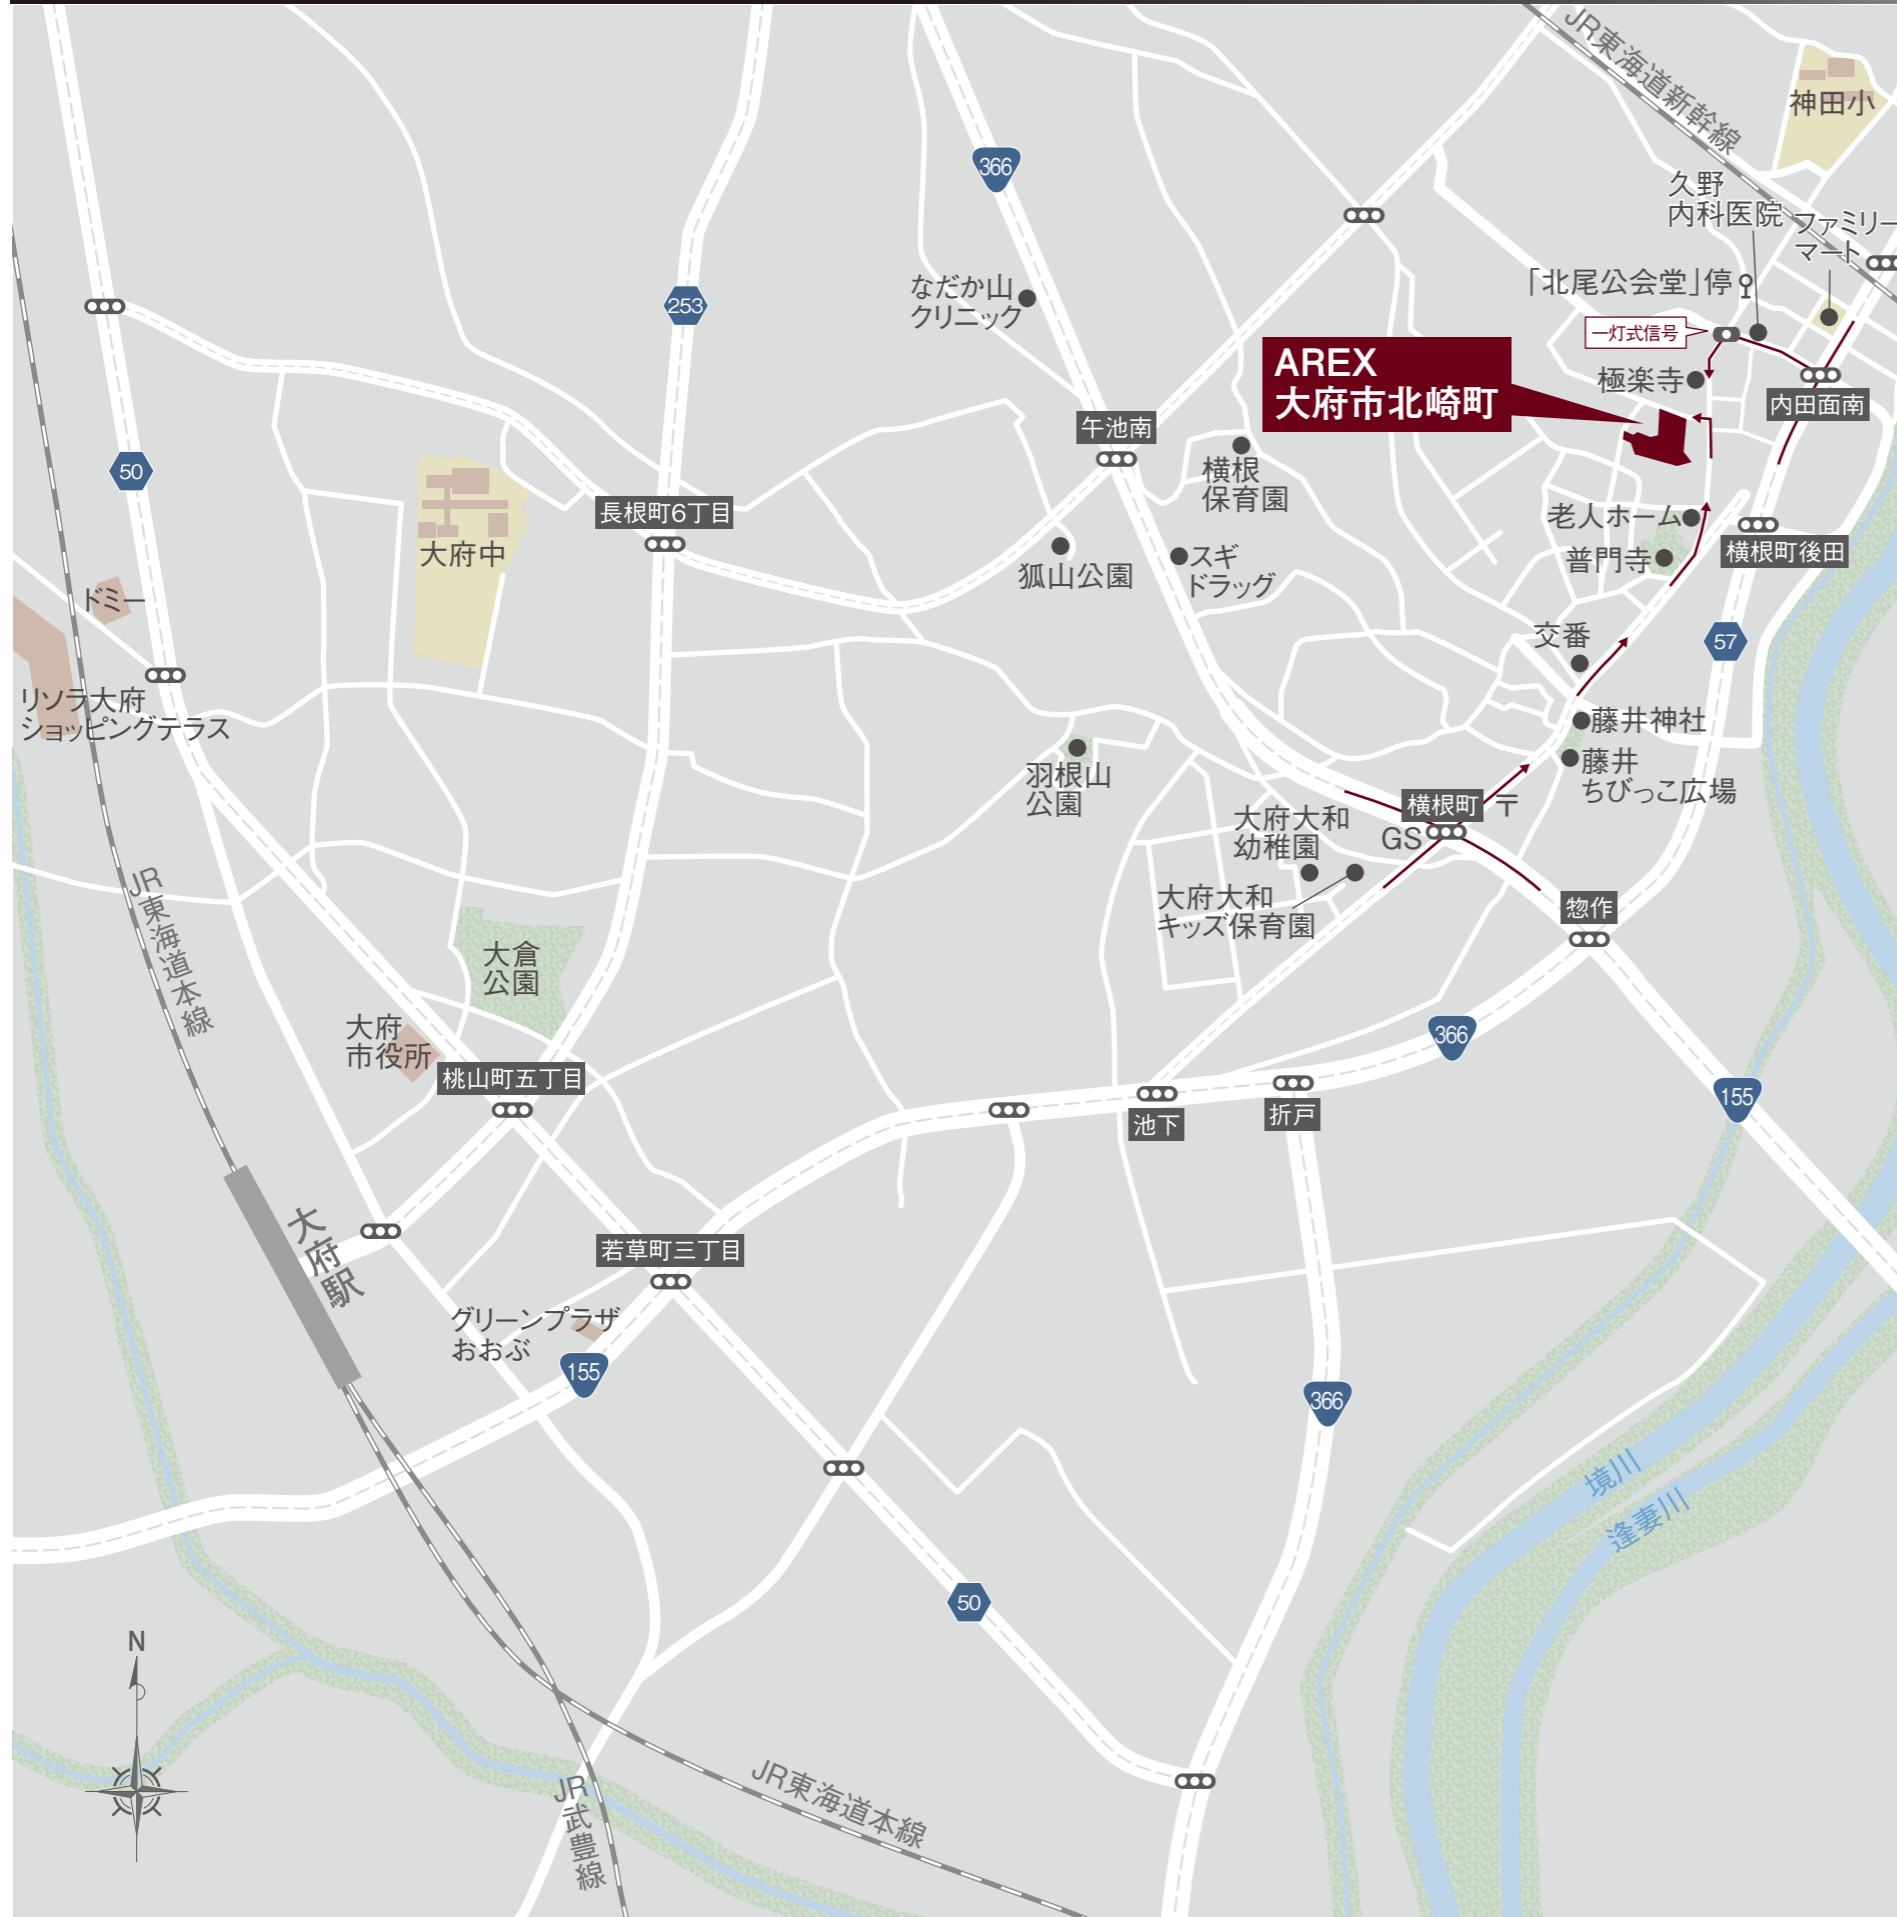 JR東海道新幹線
神田小
366
久野
内科医院
ファミリー
マート
253
なだか山
クリニック
「北尾公会堂」停
一灯式信号
AREX
大府市北崎町
極楽寺
内田面南
午池南
50
横根
保育園
長根町6丁目
大府中
老人ホーム
普門寺
横根町後田
狐山公園
スギ
ドラッグ
ドミー
交番
57
リソラ大府
ショッピングテラス
藤井神社
羽根山
公園
藤井
ちびっこ広場
横根町
〒
GS
大府大和
幼稚園
大府大和
キッズ保育園
惣作
JR東海道本線
大倉
公園
大府
市役所
桃山町五丁目
366
155
池下
折戸
大府駅
若草町三丁目
グリーンプラザ
おおぶ
155
366
境川
逢妻川
50
N
JR東海道本線
JR武豊線